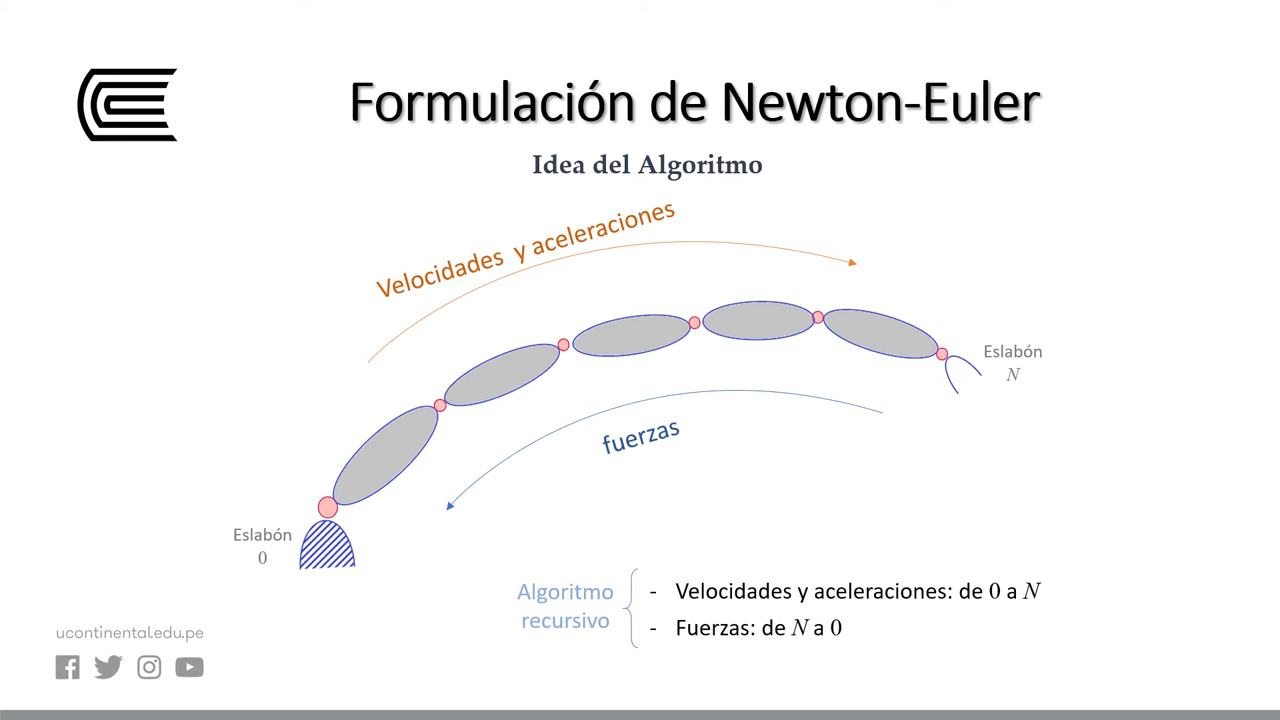 Formulación de Newton-Euler
Idea del Algoritmo
Velocidades y aceleraciones
fuerzas
Eslabón
N
Eslabón
0
Algoritmo
recursivo
- Velocidades y aceleraciones: de 0 a N
- Fuerzas: de N a 0
ucontinental.edu.pe